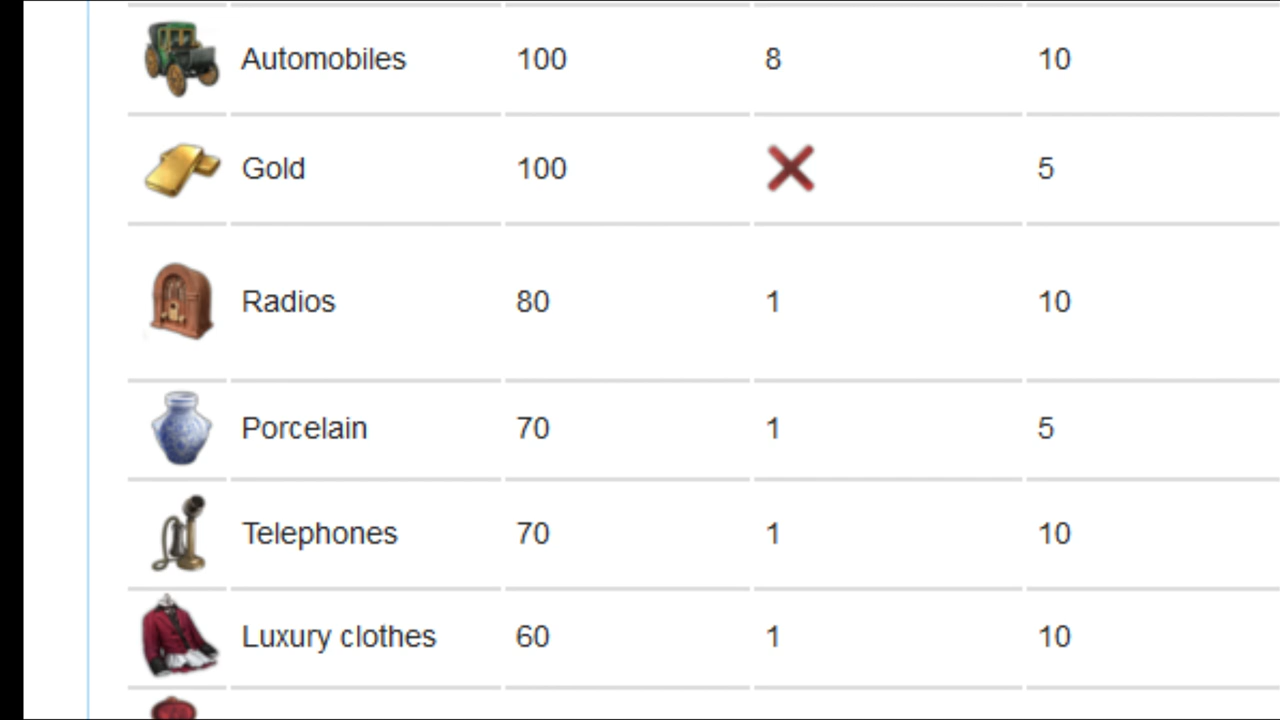 Automobiles 100 8 10
Gold 100 5
Radios 80 1 10
Porcelain 70 1 5
Telephones 70 1 10
Luxury clothes 60 1 10